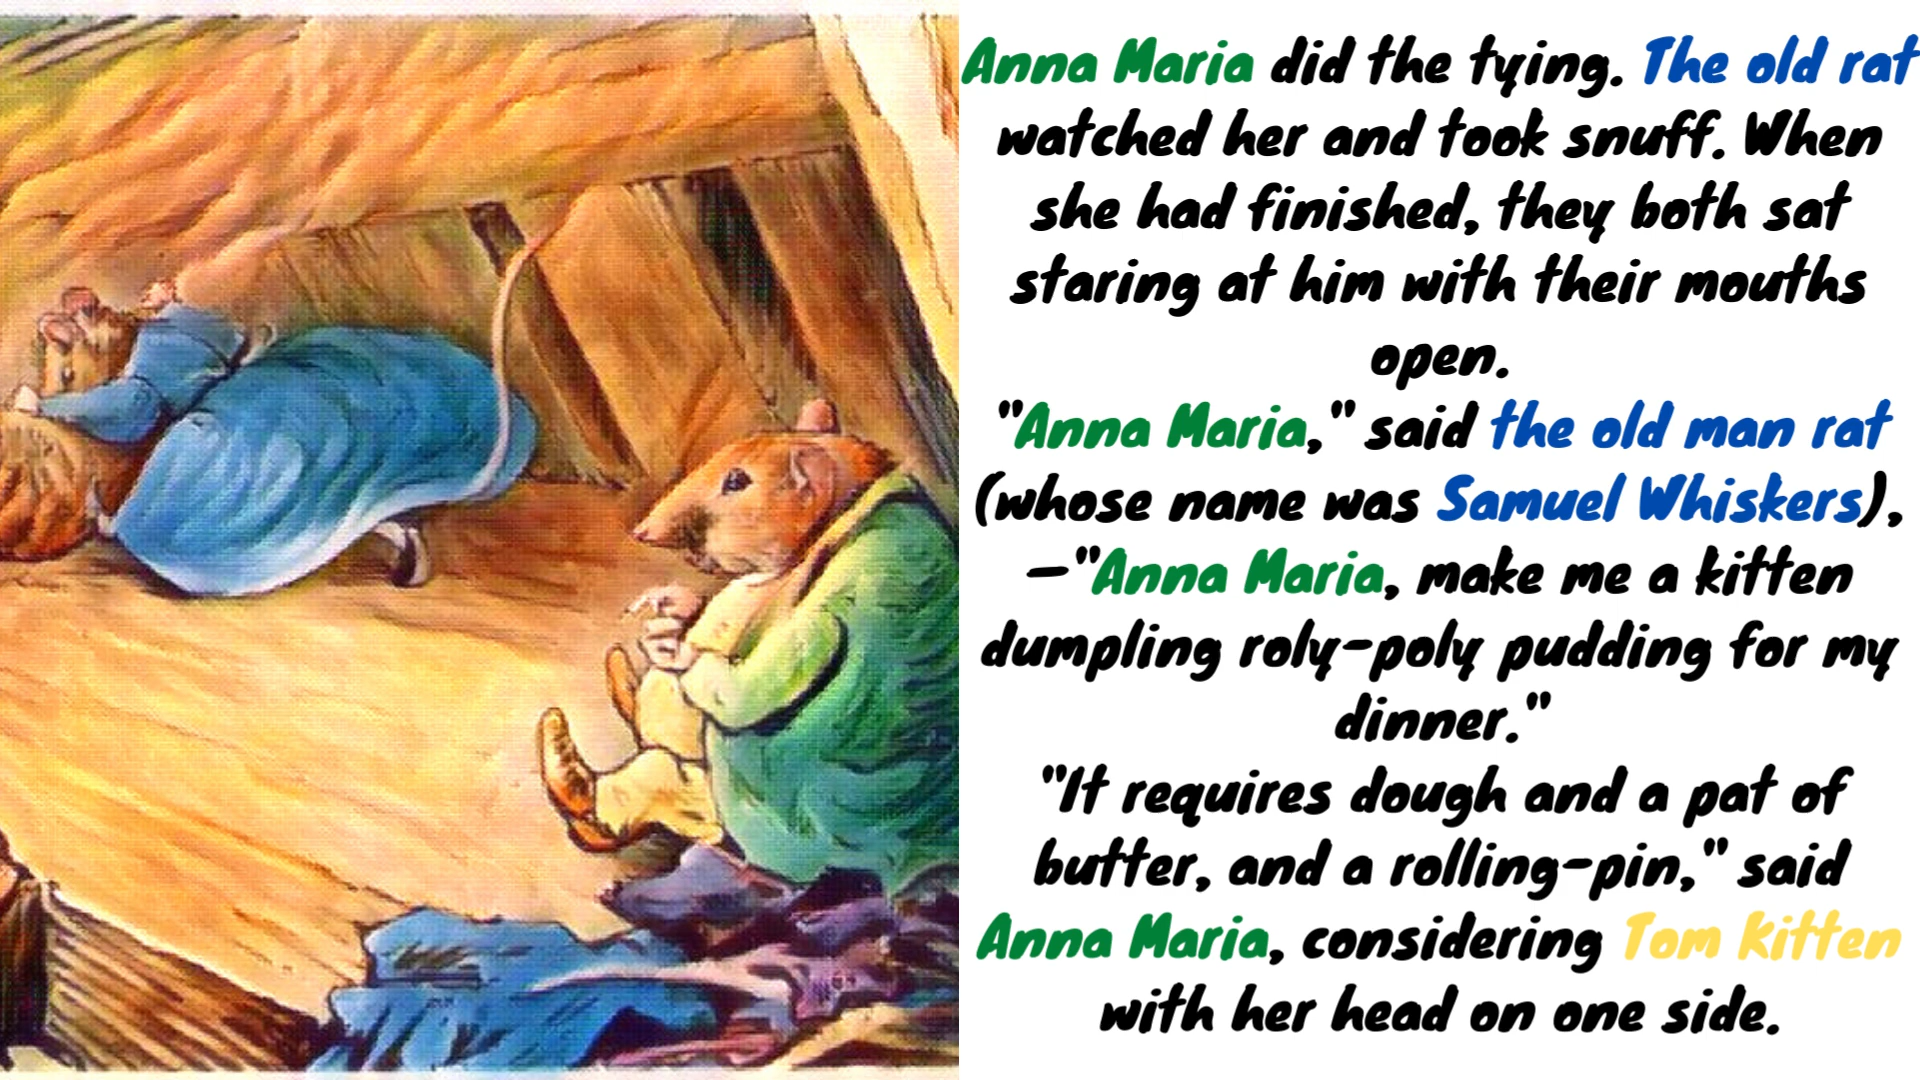 Anna Maria did the tying. The old rat
watched her and took snuff. When
she had finished, they both sat
staring at him with their mouths
open.
"Anna Maria," said the old man rat
(whose name was Samuel Whiskers),
—"Anna Maria, make me a kitten
dumpling roly-poly pudding for my
dinner."
"It requires dough and a pat of
butter, and a rolling-pin," said
Anna Maria, considering Tom Kitten
with her head on one side.